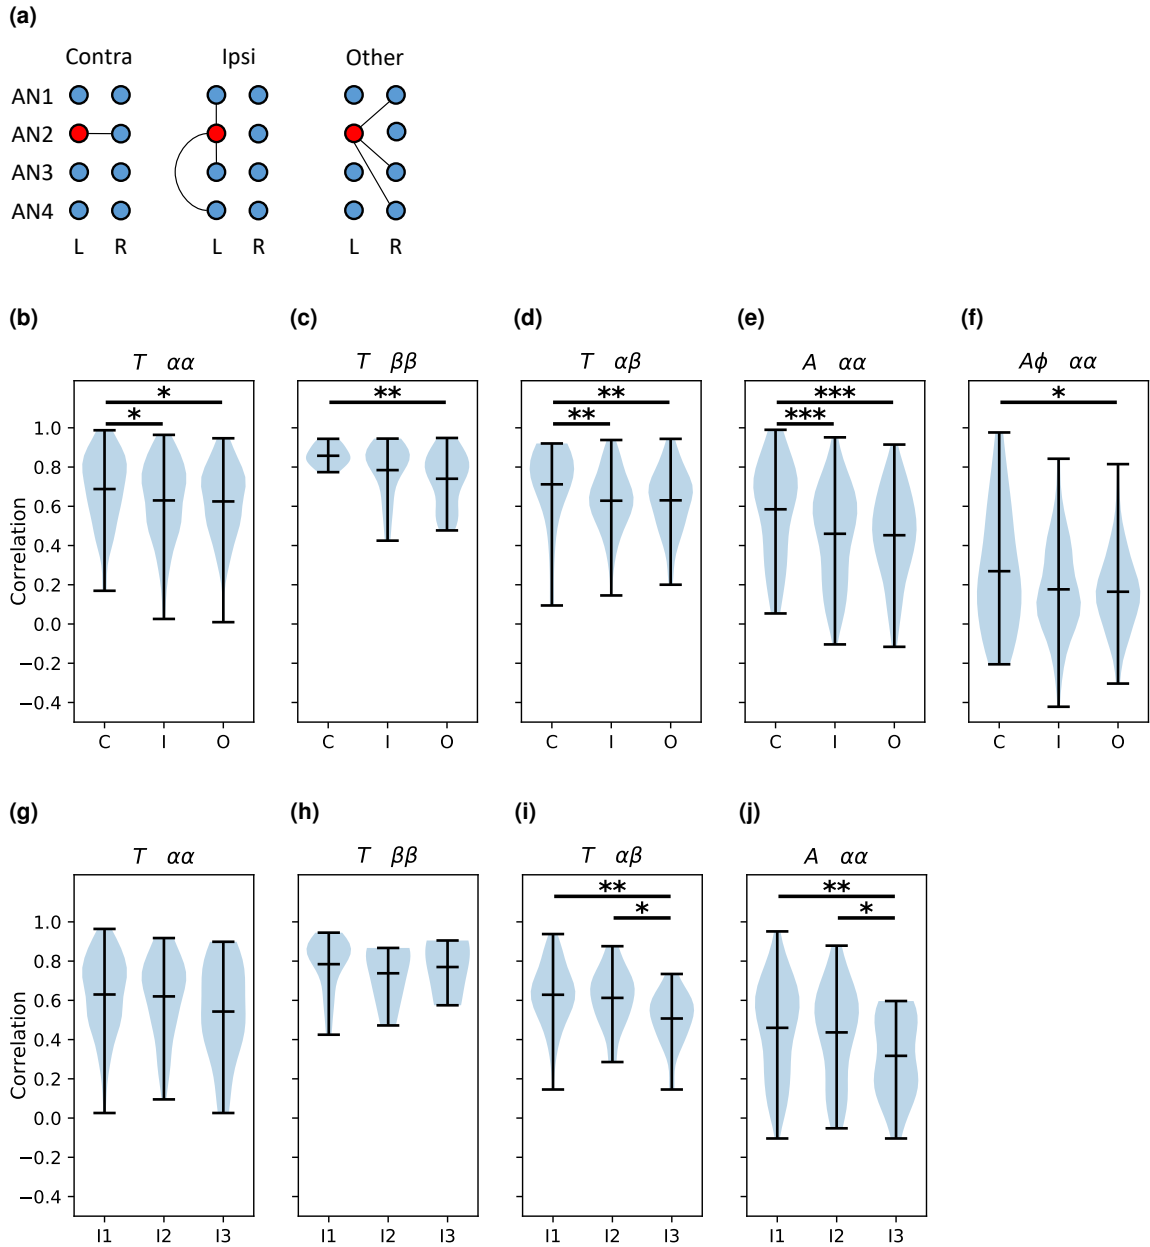 (a)
Contra Ipsi Other
AN1
AN2
AN3
AN4
L R L R L R
(b) (c) (d) (e) (f)
T αα T ββ T αβ A αα Aϕ αα
* ** ** *** *
* ** ***
Correlation
1.0
0.8
0.6
0.4
0.2
0.0
−0.2
−0.4
C I O C I O C I O C I O C I O
(g) (h) (i) (j)
T αα T ββ T αβ A αα
** **
* *
Correlation
1.0
0.8
0.6
0.4
0.2
0.0
−0.2
−0.4
I1 I2 I3 I1 I2 I3 I1 I2 I3 I1 I2 I3